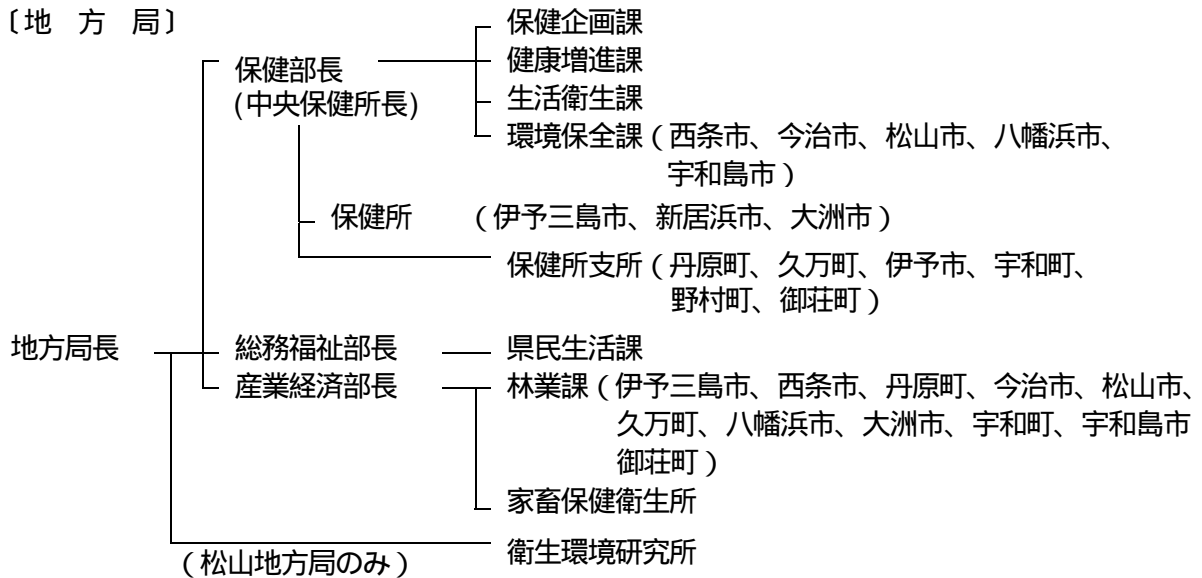 〔地 方 局〕
保健企画課
保健部長
健康増進課
(中央保健所長)
生活衛生課
環境保全課（西条市、今治市、松山市、八幡浜市、
宇和島市）
保健所 （伊予三島市、新居浜市、大洲市）
保健所支所（丹原町、久万町、伊予市、宇和町、
野村町、御荘町）
地方局長 総務福祉部長 県民生活課
産業経済部長 林業課（伊予三島市、西条市、丹原町、今治市、松山市、
久万町、八幡浜市、大洲市、宇和町、宇和島市
御荘町）
家畜保健衛生所
衛生環境研究所
（松山地方局のみ）